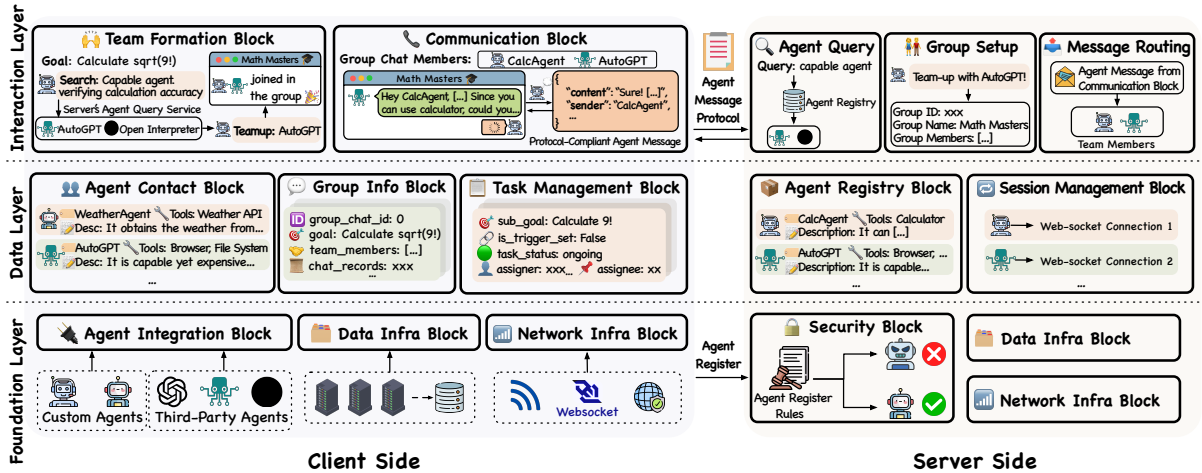 Interaction Layer
Team Formation Block
Goal: Calculate sqrt(9!)
Search: Capable agent
verifying calculation accuracy
Server's Agent Query Service
AutoGPT
Open Interpreter
Math Masters
joined in
the group
Teamup: AutoGPT
Communication Block
Group Chat Members:
CalcAgent
AutoGPT
Math Masters
Hey CalcAgent, [...] Since you
can use calculator, could you...
{
"content": "Sure! [...]",
"sender": "CalcAgent",
...
}
Protocol-Compliant Agent Message
Agent
Message
Protocol
Agent Query
Query: capable agent
Agent Registry
Group Setup
Team-up with AutoGPT!
Group ID: xxx
Group Name: Math Masters
Group Members: [...]
Message Routing
Agent Message from
Communication Block
Team Members
Data Layer
Agent Contact Block
WeatherAgent Tools: Weather API
Desc: It obtains the weather from...
AutoGPT Tools: Browser, File System
Desc: It is capable yet expensive...
...
Group Info Block
ID group_chat_id: 0
goal: Calculate sqrt(9!)
team_members: [...]
chat_records: xxx
...
Task Management Block
sub_goal: Calculate 9!
is_trigger_set: False
task_status: ongoing
assigner: xxx assignee: xx
...
Agent Registry Block
CalcAgent Tools: Calculator
Description: It can [...]
AutoGPT Tools: Browser, ...
Description: It is capable...
...
Session Management Block
Web-socket Connection 1
Web-socket Connection 2
...
Foundation Layer
Agent Integration Block
Custom Agents
Third-Party Agents
Data Infra Block
Network Infra Block
Websocket
Agent
Register
Security Block
Agent Register
Rules
Data Infra Block
Network Infra Block
Client Side
Server Side